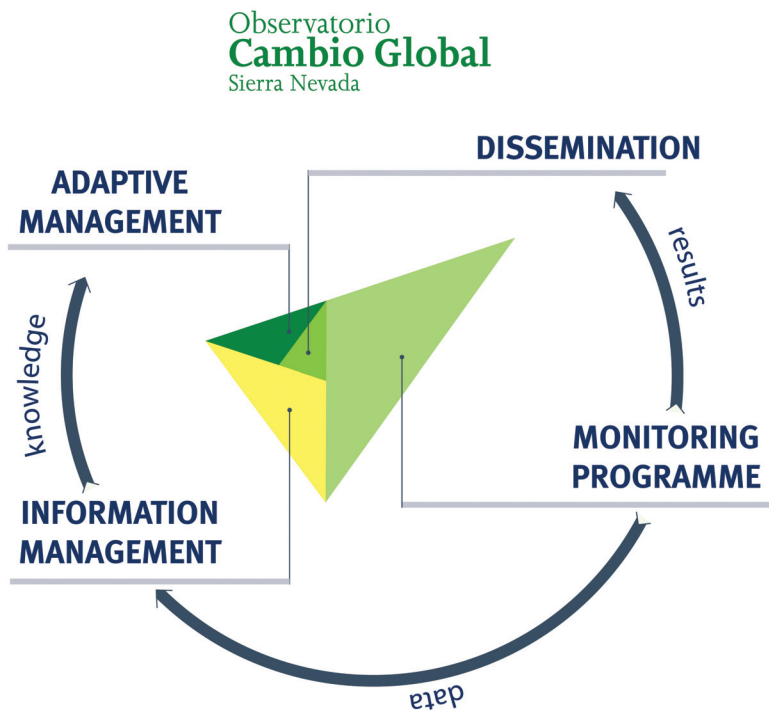 Observatorio
Cambio Global
Sierra Nevada
DISSEMINATION
ADAPTIVE
MANAGEMENT
results
knowledge
MONITORING
PROGRAMME
INFORMATION
MANAGEMENT
data